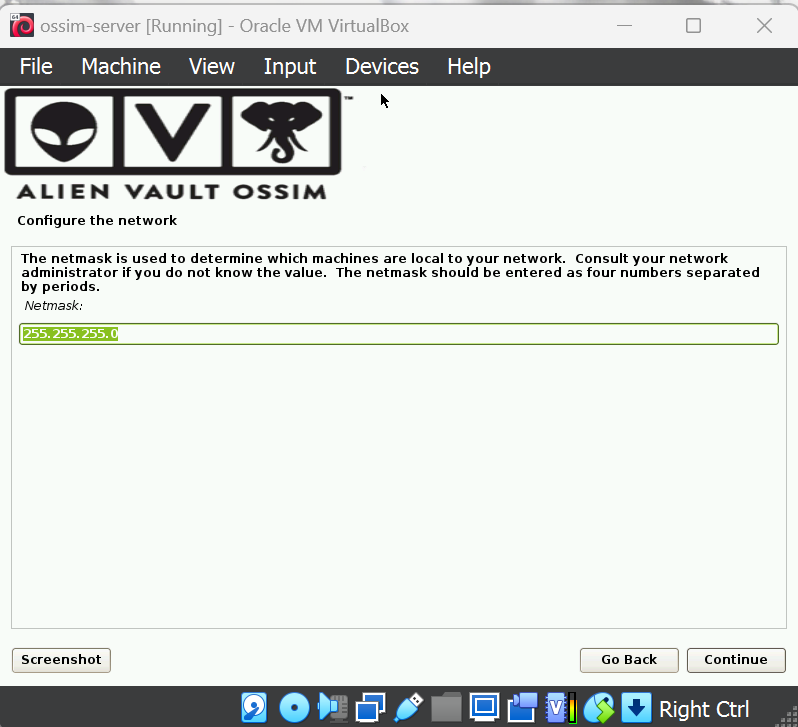 ossim-server [Running] - Oracle VM VirtualBox
File Machine View Input Devices Help
V ™
ALIEN VAULT OSSIM
Configure the network
The netmask is used to determine which machines are local to your network. Consult your network
administrator if you do not know the value. The netmask should be entered as four numbers separated
by periods.
Netmask:
255.255.255.0
Screenshot Go Back Continue
V Right Ctrl